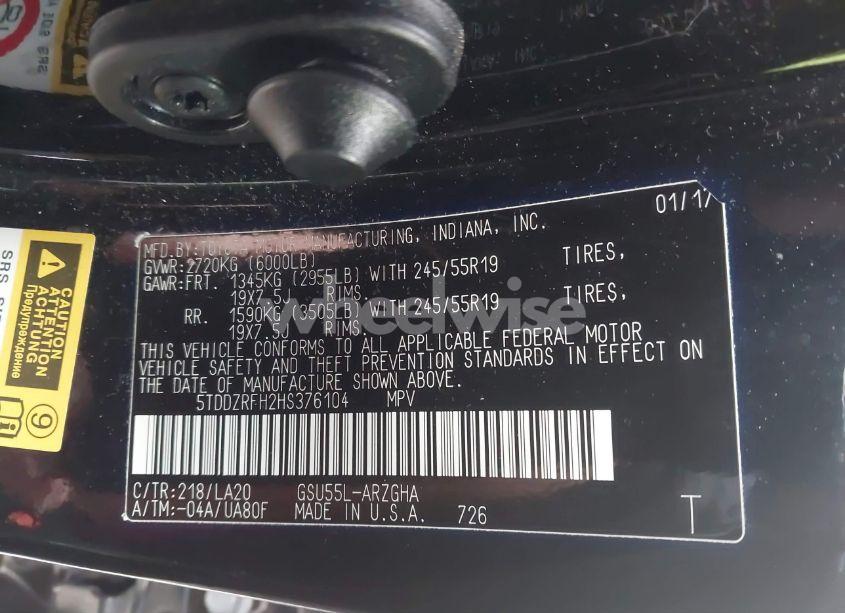 01/17
MFD.BY:TOYOTA MOTOR MANUFACTURING, INDIANA, INC.
GVWR:2720KG (6000LB)
GAWR:FRT. 1345KG (2955LB) WITH 245/55R19 TIRES,
19X7.5J RIMS.
RR. 1590KG (3505LB) WITH 245/55R19 TIRES,
19X7.5J RIMS.
THIS VEHICLE CONFORMS TO ALL APPLICABLE FEDERAL MOTOR
VEHICLE SAFETY AND THEFT PREVENTION STANDARDS IN EFFECT ON
THE DATE OF MANUFACTURE SHOWN ABOVE.
5TDDZRFH2HS376104 MPV
C/TR:218/LA20 GSU55L-ARZGHA
A/TM:-04A/UA80F MADE IN U.S.A. 726
T
wheelwise
CAUTION
ATTENTION
ACHTUNG
Предупреждение
SRS